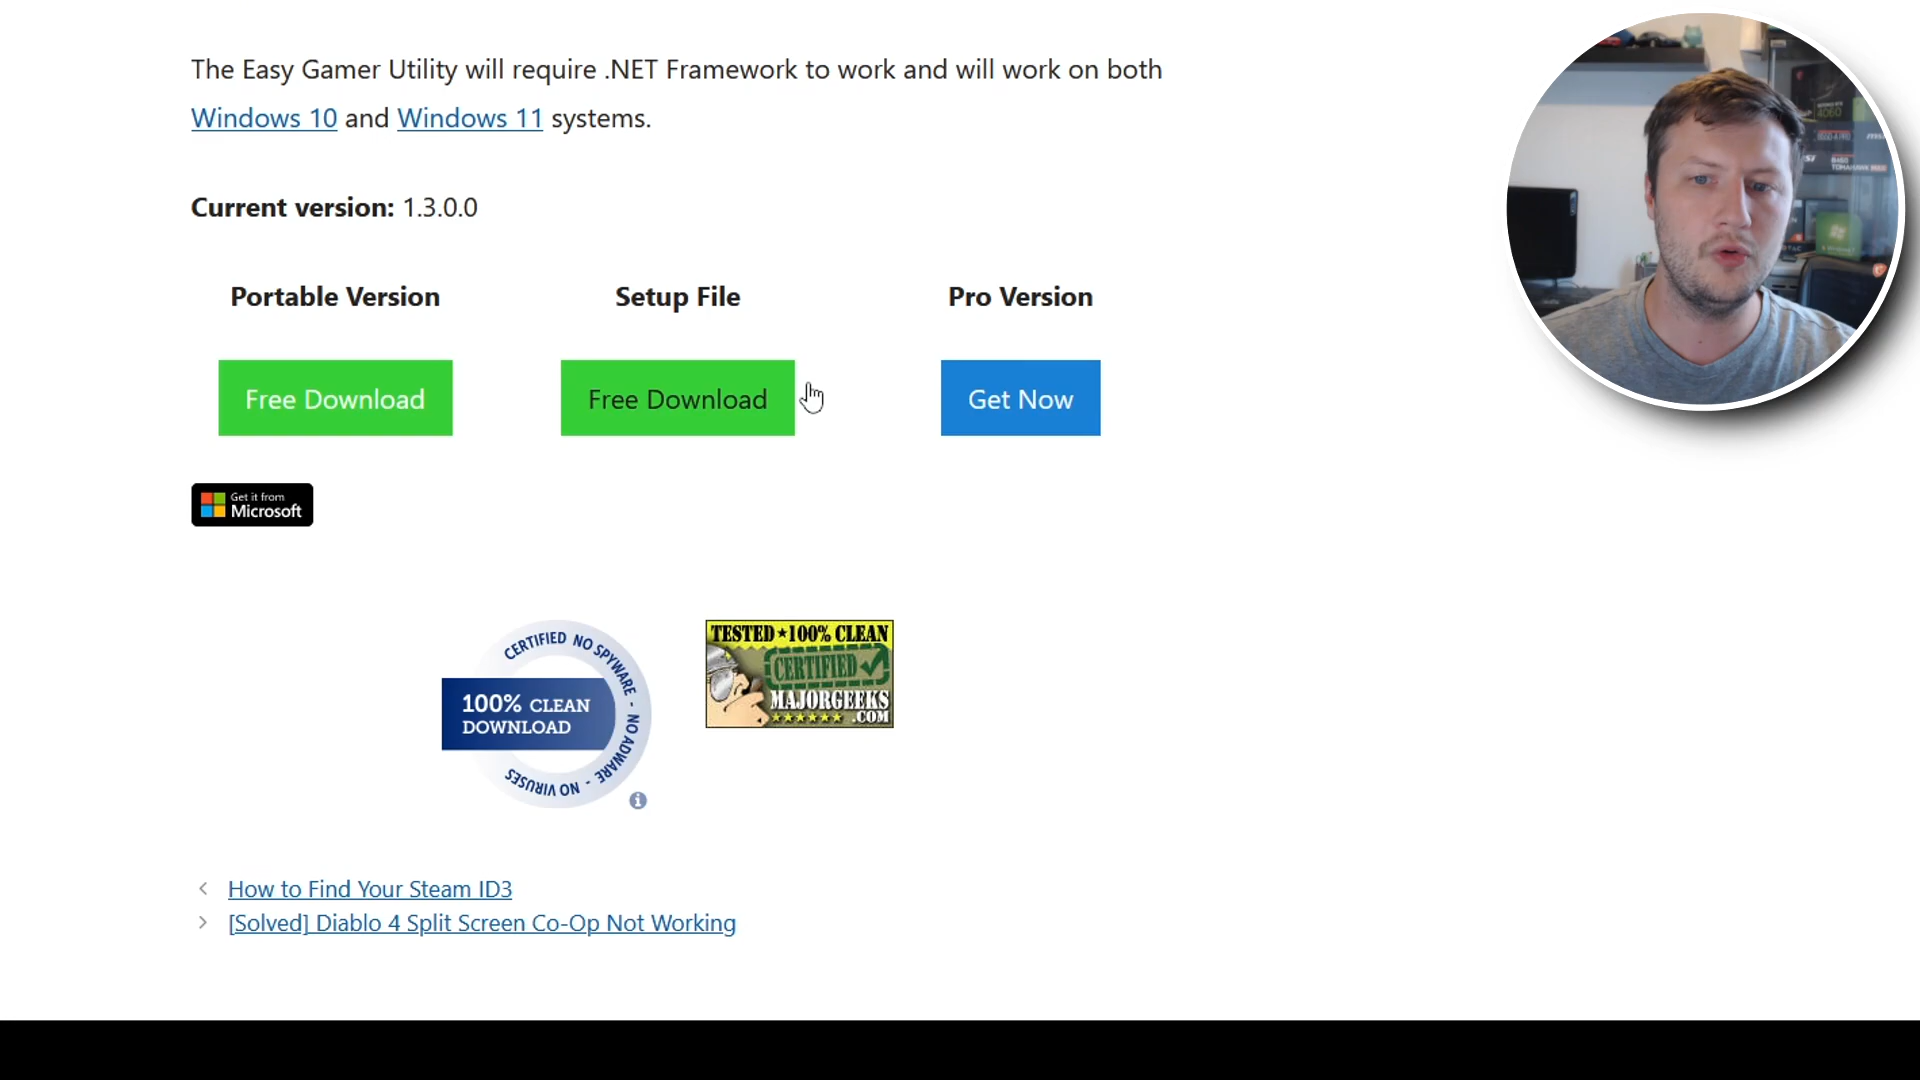 The Easy Gamer Utility will require .NET Framework to work and will work on both
Windows 10 and Windows 11 systems.
Current version: 1.3.0.0
Portable Version
Setup File
Pro Version
Free Download
Free Download
Get Now
Get it from
Microsoft
CERTIFIED NO SPYWARE - NO ADWARE - NO VIRUSES
100% CLEAN
DOWNLOAD
TESTED★100% CLEAN
CERTIFIED
MAJORGEEKS
.COM
How to Find Your Steam ID3
[Solved] Diablo 4 Split Screen Co-Op Not Working
4060
TOMAHAWK